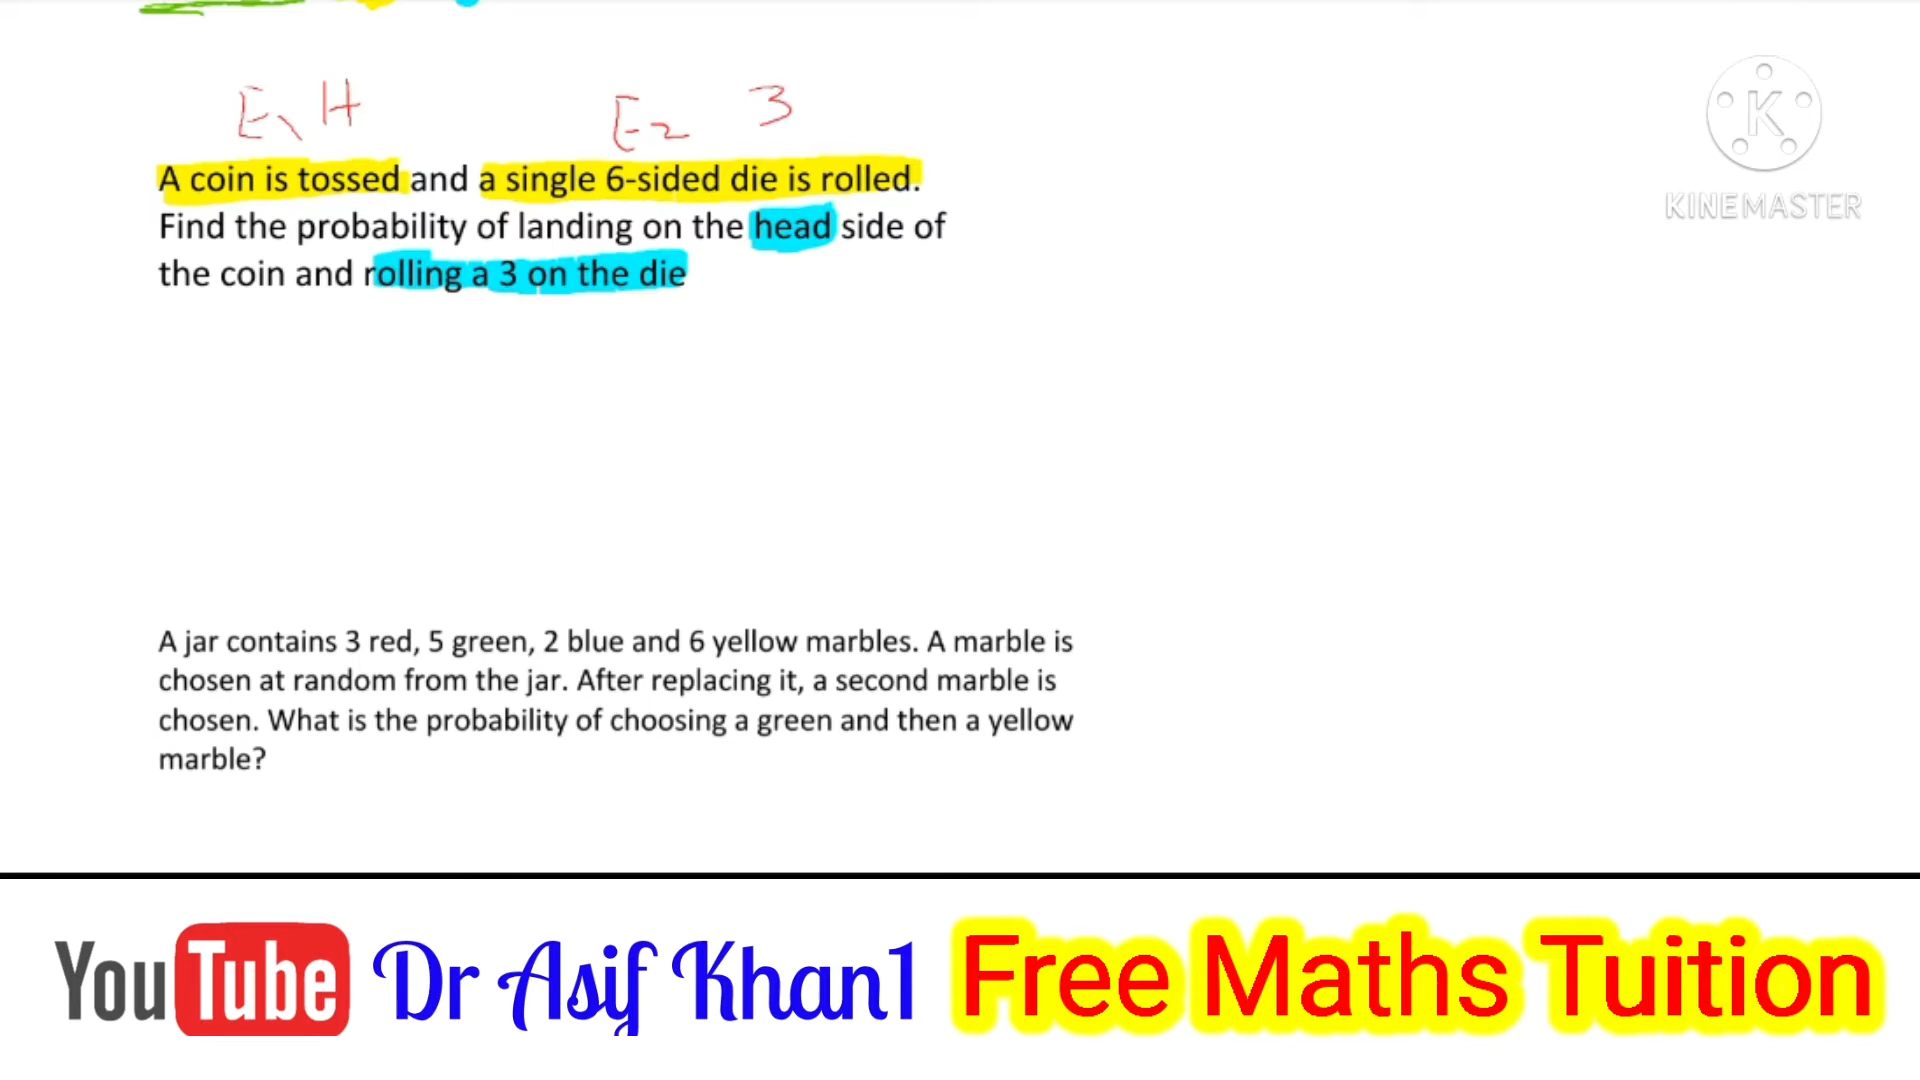 E1 H E2 3
K
A coin is tossed and a single 6-sided die is rolled.
KINEMASTER
Find the probability of landing on the head side of
the coin and rolling a 3 on the die
A jar contains 3 red, 5 green, 2 blue and 6 yellow marbles. A marble is
chosen at random from the jar. After replacing it, a second marble is
chosen. What is the probability of choosing a green and then a yellow
marble?
YouTube Dr Asif Khan1 Free Maths Tuition